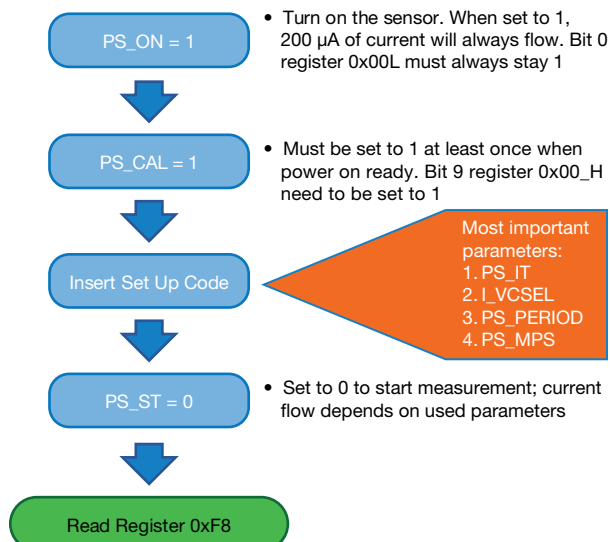 PS_ON = 1
• Turn on the sensor. When set to 1,
200 µA of current will always flow. Bit 0
register 0x00L must always stay 1
PS_CAL = 1
• Must be set to 1 at least once when
power on ready. Bit 9 register 0x00_H
need to be set to 1
Insert Set Up Code
Most important
parameters:
1. PS_IT
2. I_VCSEL
3. PS_PERIOD
4. PS_MPS
PS_ST = 0
• Set to 0 to start measurement; current
flow depends on used parameters
Read Register 0xF8